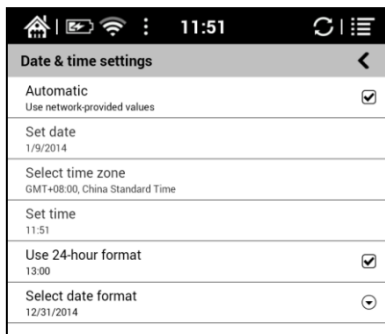 11:51
Date & time settings
Automatic
Use network-provided values
Set date
1/9/2014
Select time zone
GMT+08:00, China Standard Time
Set time
11:51
Use 24-hour format
13:00
Select date format
12/31/2014